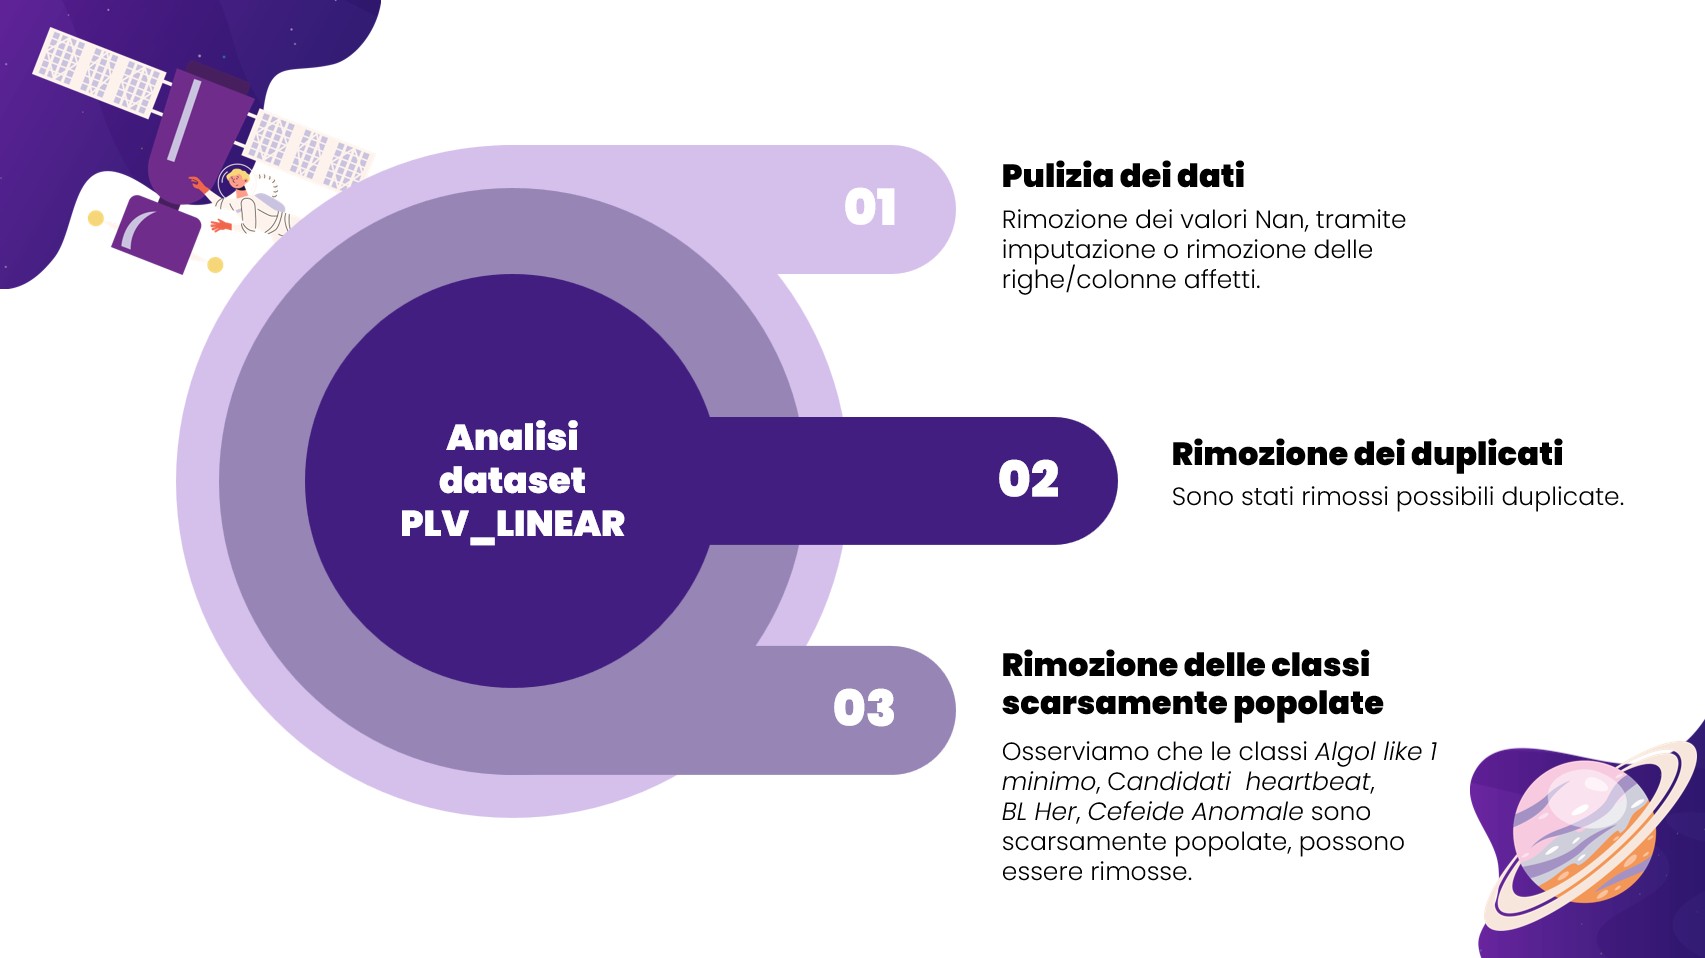 Analisi
dataset
PLV_LINEAR
01
Pulizia dei dati
Rimozione dei valori Nan, tramite
imputazione o rimozione delle
righe/colonne affetti.
02
Rimozione dei duplicati
Sono stati rimossi possibili duplicate.
03
Rimozione delle classi
scarsamente popolate
Osserviamo che le classi Algol like 1
minimo, Candidati  heartbeat,
BL Her, Cefeide Anomale sono
scarsamente popolate, possono
essere rimosse.